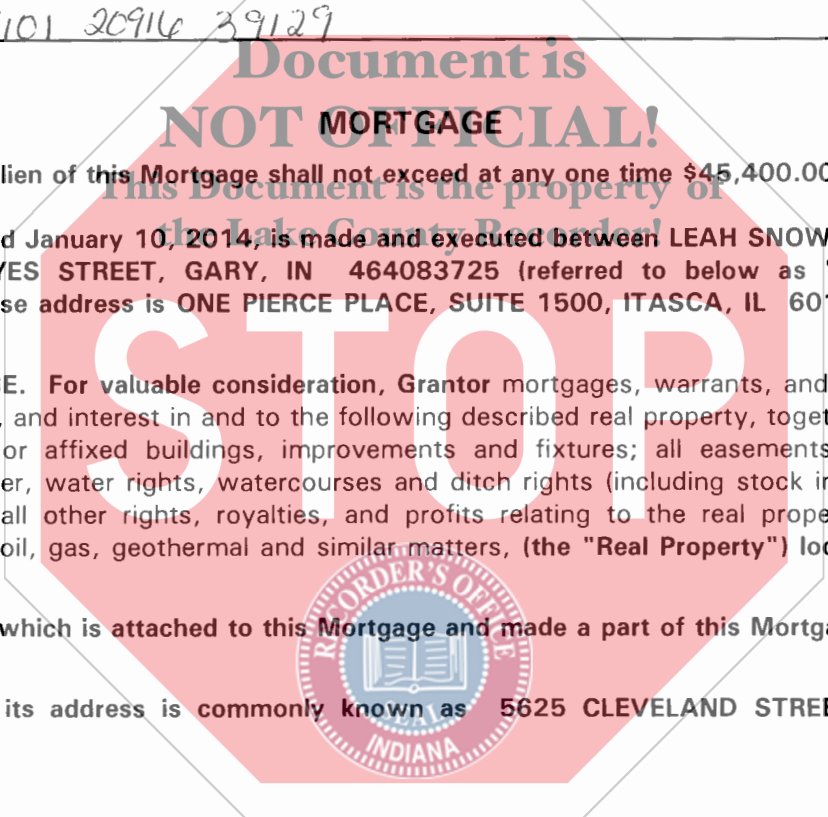 101 20916 39129
Document is
NOT OFFICIAL!
MORTGAGE
lien of this Mortgage shall not exceed at any one time $45,400.00
This Document is the property of
the Lake County Recorder!
d January 10, 2014, is made and executed between LEAH SNOW
YES STREET, GARY, IN 464083725 (referred to below as "
se address is ONE PIERCE PLACE, SUITE 1500, ITASCA, IL 601
STOP
E. For valuable consideration, Grantor mortgages, warrants, and
, and interest in and to the following described real property, toget
or affixed buildings, improvements and fixtures; all easements
er, water rights, watercourses and ditch rights (including stock in
all other rights, royalties, and profits relating to the real prope
oil, gas, geothermal and similar matters, (the "Real Property") loc
which is attached to this Mortgage and made a part of this Mortga
its address is commonly known as 5625 CLEVELAND STREE
RECORDER'S OFFICE
SEAL
INDIANA